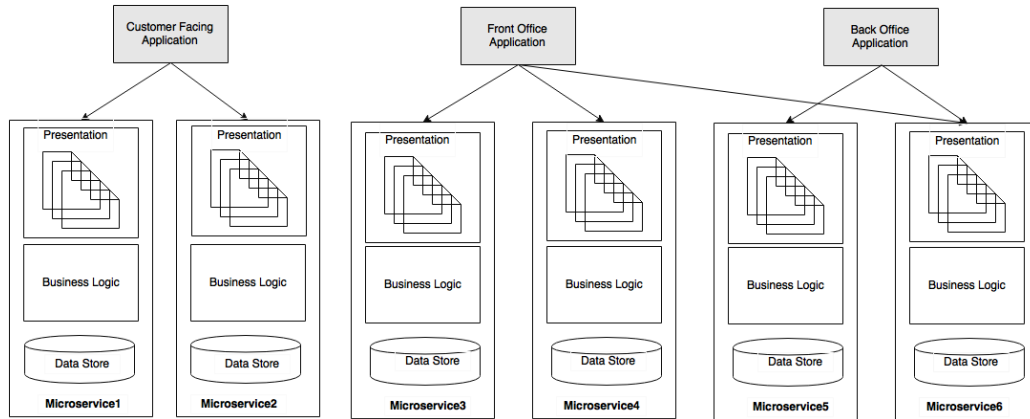 Customer Facing
Application
Front Office
Application
Back Office
Application
Presentation
Presentation
Presentation
Presentation
Presentation
Presentation
Business Logic
Business Logic
Business Logic
Business Logic
Business Logic
Business Logic
Data Store
Data Store
Data Store
Data Store
Data Store
Data Store
Microservice1
Microservice2
Microservice3
Microservice4
Microservice5
Microservice6